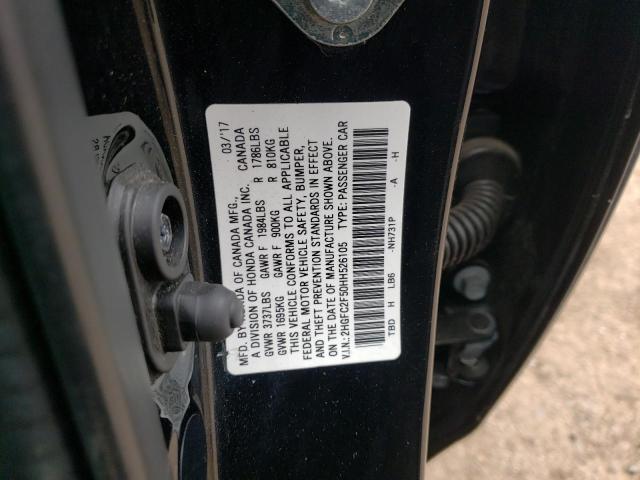 MFD. BY HONDA OF CANADA MFG., 03/'17
A DIVISION OF HONDA CANADA INC. CANADA
GVWR 3737LBS GAWR F 1984LBS R 1786LBS
GVWR 1695KG GAWR F 900KG R 810KG
THIS VEHICLE CONFORMS TO ALL APPLICABLE
FEDERAL MOTOR VEHICLE SAFETY, BUMPER,
AND THEFT PREVENTION STANDARDS IN EFFECT
ON THE DATE OF MANUFACTURE SHOWN ABOVE.
V.I.N.: 2HGFC2F50HH526105 TYPE: PASSENGER CAR
TBD H LB6 -NH731P -A -H